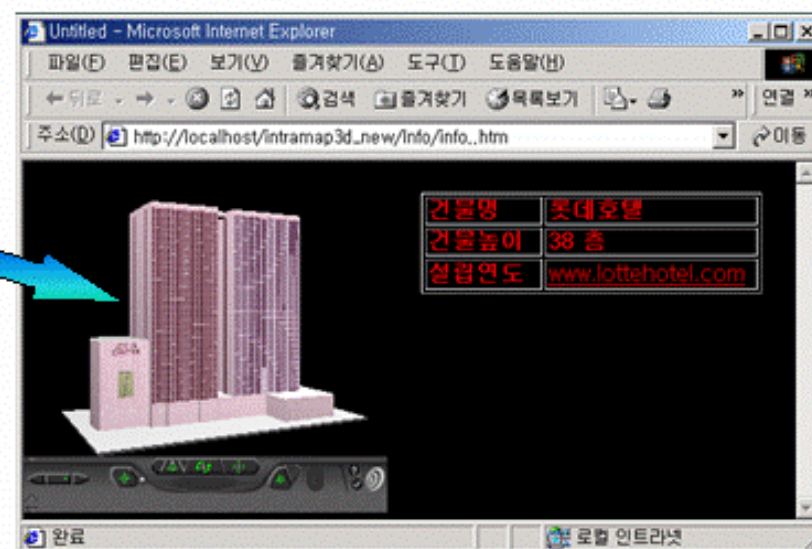 Untitled - Microsoft Internet Explorer
파일(F) 편집(E) 보기(V) 즐겨찾기(A) 도구(T) 도움말(H)
뒤로 검색 즐겨찾기 목록보기 » 연결 »
주소(D) http://localhost/intramap3d_new/Info/info_.htm 이동
건물명 롯데호텔
건물높이 38 층
설립연도 www.lottehotel.com
완료 로컬 인트라넷